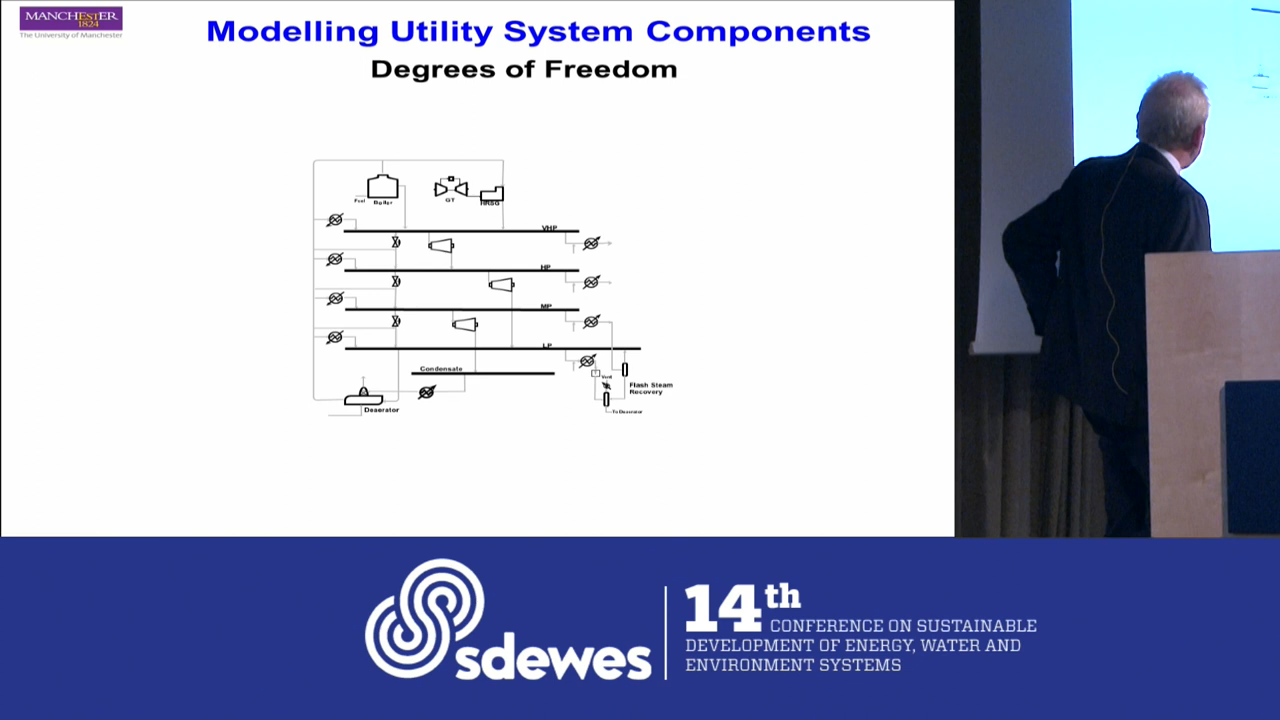 MANCHESTER
1824
The University of Manchester
Modelling Utility System Components
Degrees of Freedom
Fuel
Boiler
GT
HRSG
VHP
HP
MP
LP
Condensate
Vent
Flash Steam
Recovery
Deaerator
To Deaerator
sdewes
14th
CONFERENCE ON SUSTAINABLE
DEVELOPMENT OF ENERGY, WATER AND
ENVIRONMENT SYSTEMS